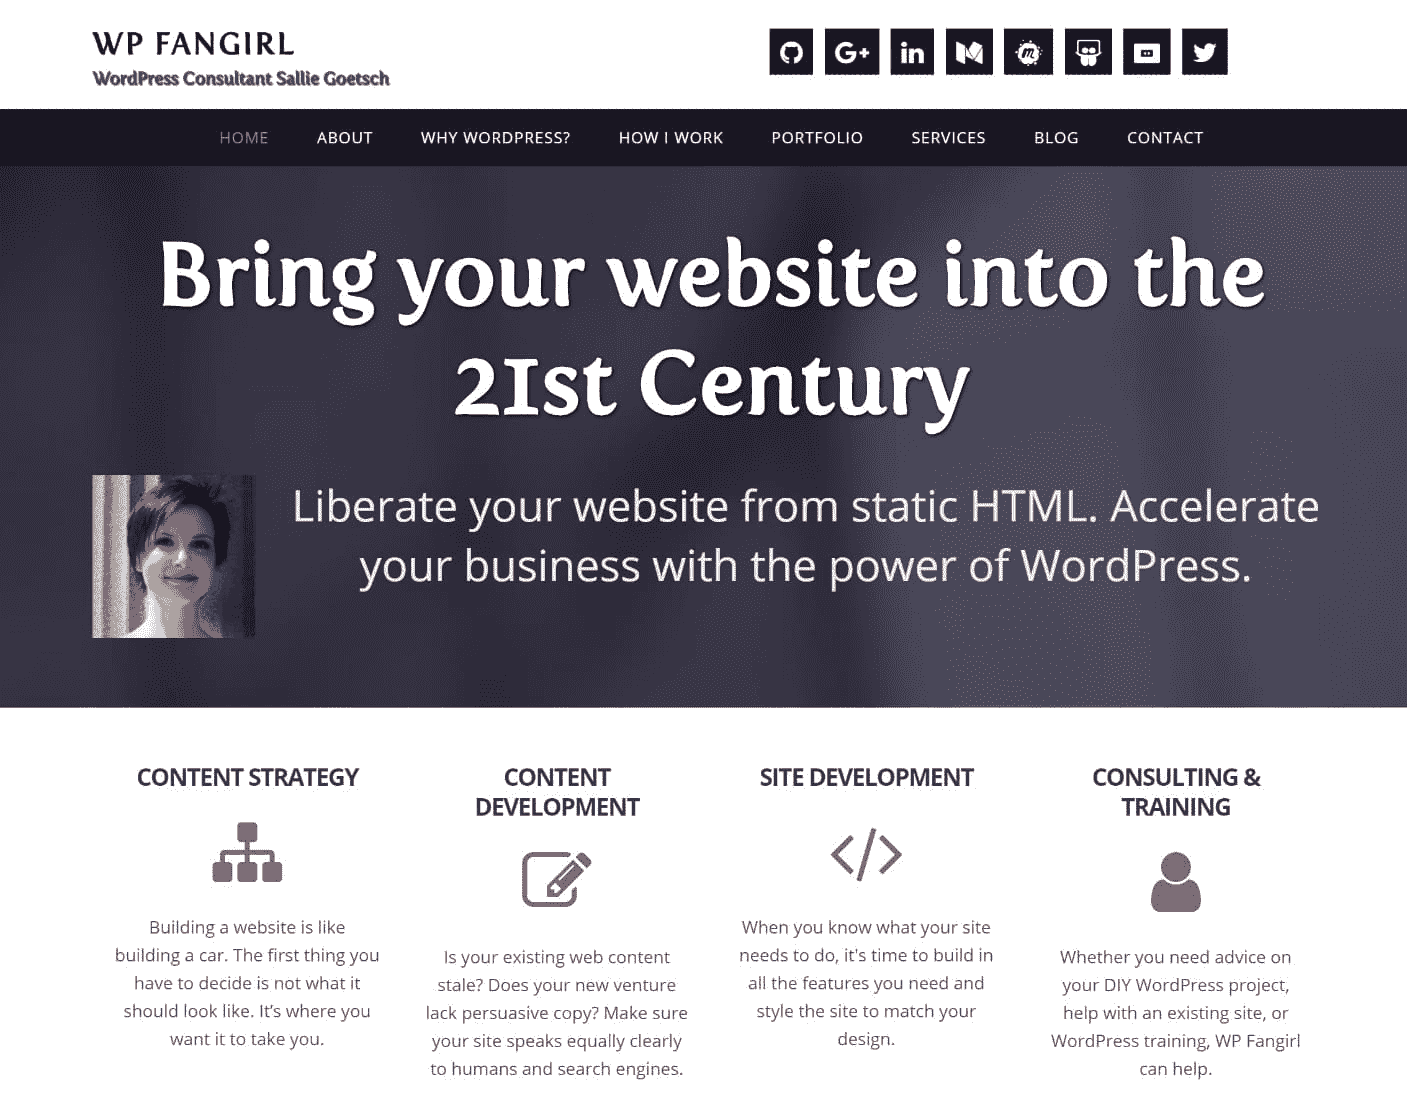 WP FANGIRL
WordPress Consultant Sallie Goetsch
G+ in m
HOME ABOUT WHY WORDPRESS? HOW I WORK PORTFOLIO SERVICES BLOG CONTACT
Bring your website into the
21st Century
Liberate your website from static HTML. Accelerate
your business with the power of WordPress.
CONTENT STRATEGY
Building a website is like
building a car. The first thing you
have to decide is not what it
should look like. It’s where you
want it to take you.
CONTENT
DEVELOPMENT
Is your existing web content
stale? Does your new venture
lack persuasive copy? Make sure
your site speaks equally clearly
to humans and search engines.
SITE DEVELOPMENT
</>
When you know what your site
needs to do, it's time to build in
all the features you need and
style the site to match your
design.
CONSULTING &
TRAINING
Whether you need advice on
your DIY WordPress project,
help with an existing site, or
WordPress training, WP Fangirl
can help.